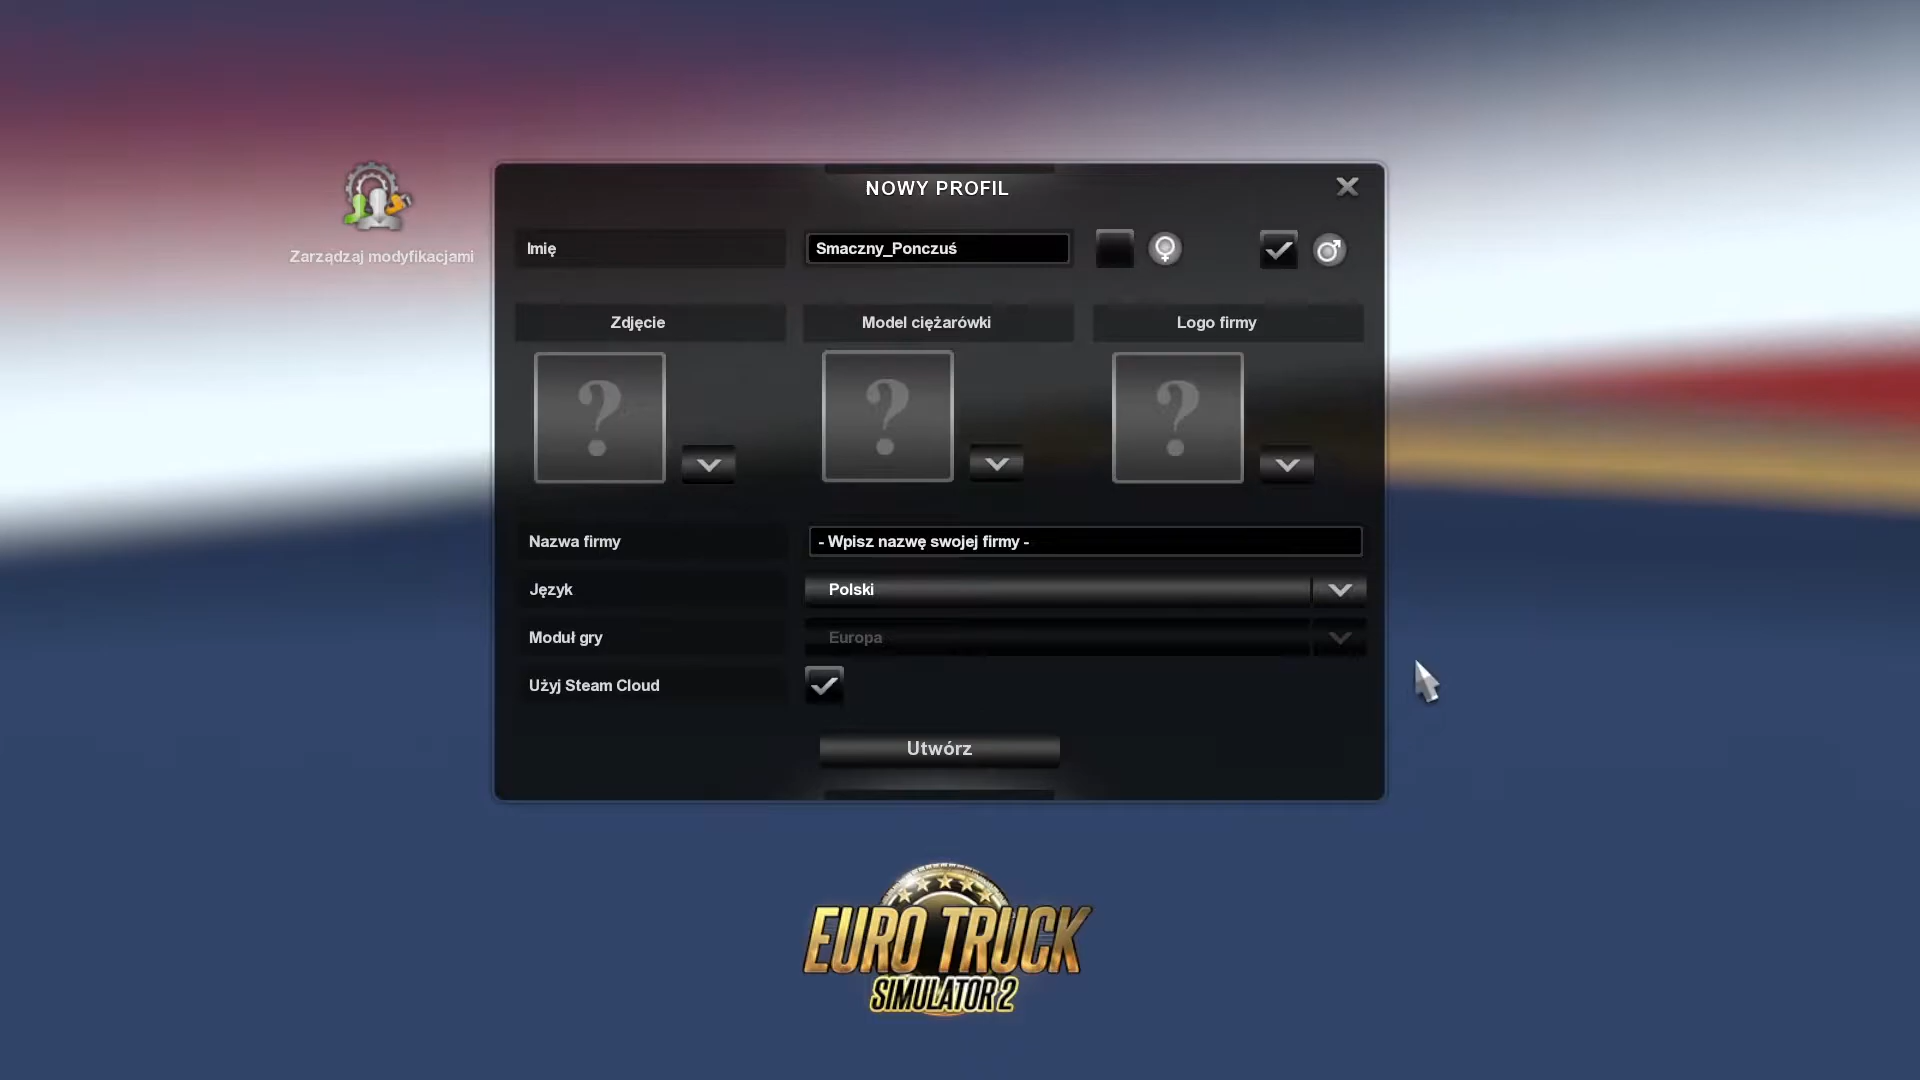 NOWY PROFIL
Zarządzaj modyfikacjami
Imię
Smaczny_Ponczuś
Zdjęcie
Model ciężarówki
Logo firmy
?
?
?
Nazwa firmy
- Wpisz nazwę swojej firmy -
Język
Polski
Moduł gry
Europa
Użyj Steam Cloud
Utwórz
EURO TRUCK
SIMULATOR 2